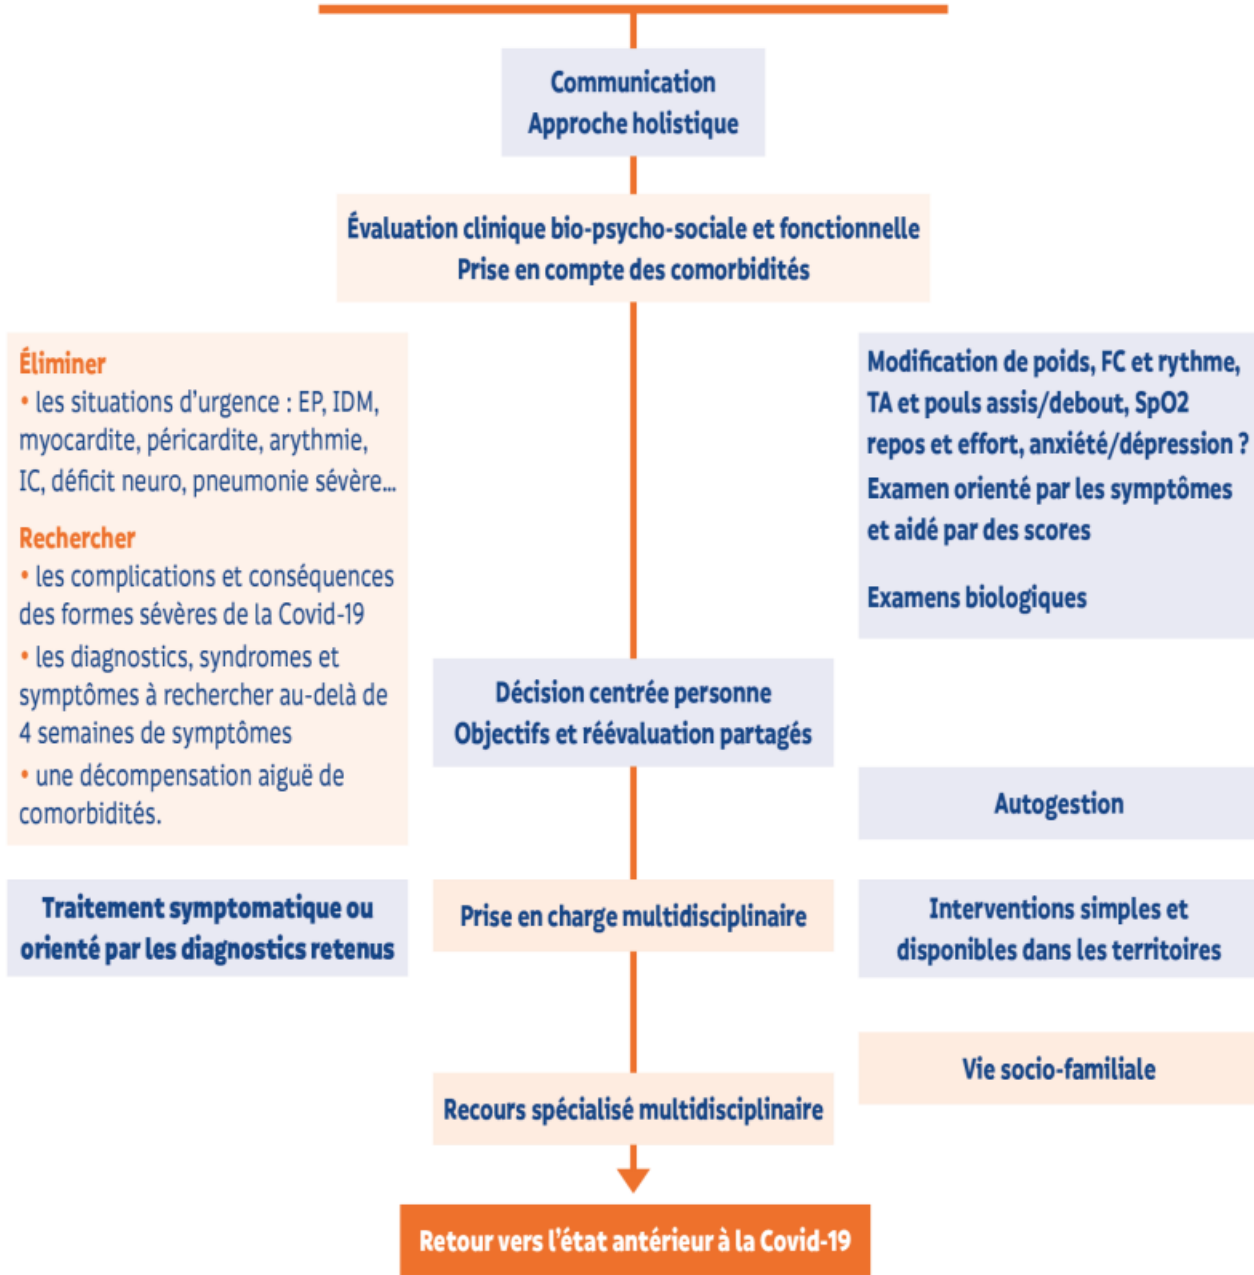 Communication
Approche holistique
Évaluation clinique bio-psycho-sociale et fonctionnelle
Prise en compte des comorbidités
Éliminer
• les situations d’urgence : EP, IDM,
myocardite, péricardite, arythmie,
IC, déficit neuro, pneumonie sévère...
Rechercher
• les complications et conséquences
des formes sévères de la Covid-19
• les diagnostics, syndromes et
symptômes à rechercher au-delà de
4 semaines de symptômes
• une décompensation aiguë de
comorbidités.
Modification de poids, FC et rythme,
TA et pouls assis/debout, SpO2
repos et effort, anxiété/dépression ?
Examen orienté par les symptômes
et aidé par des scores
Examens biologiques
Décision centrée personne
Objectifs et réévaluation partagés
Autogestion
Traitement symptomatique ou
orienté par les diagnostics retenus
Prise en charge multidisciplinaire
Interventions simples et
disponibles dans les territoires
Vie socio-familiale
Recours spécialisé multidisciplinaire
Retour vers l’état antérieur à la Covid-19